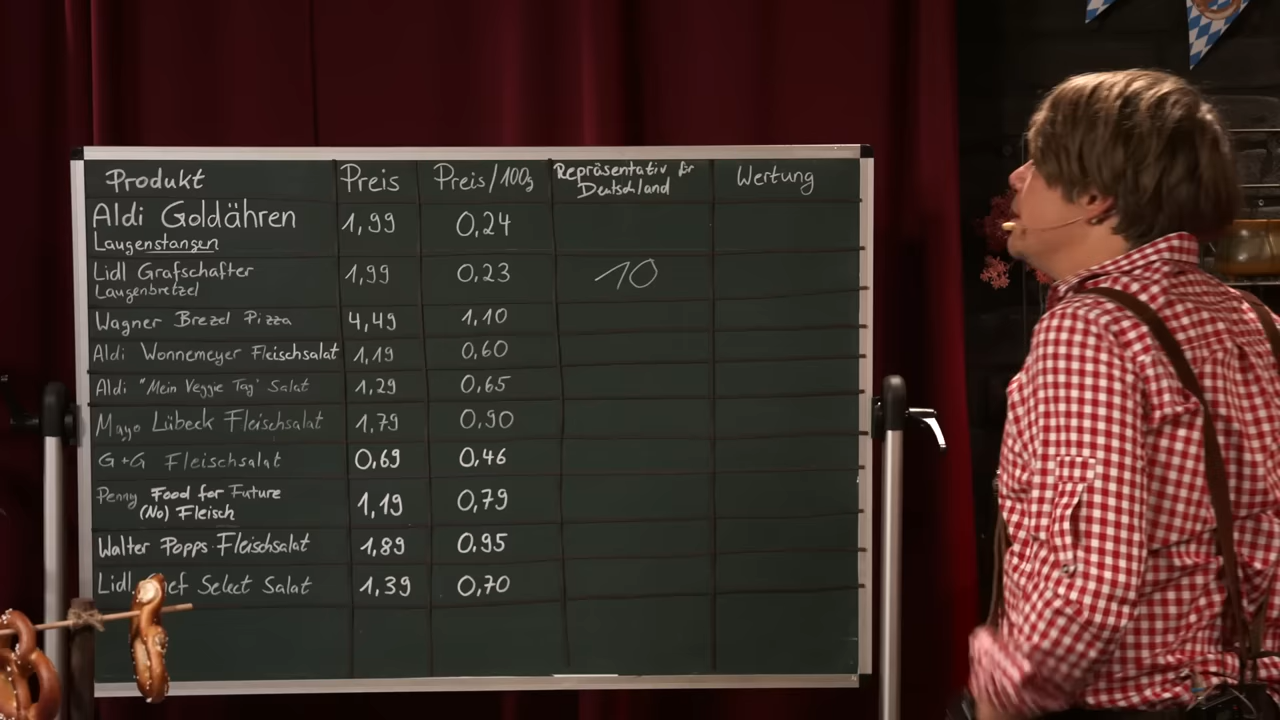 Produkt Preis Preis/100g Repräsentativ für Deutschland Wertung
Aldi Goldähren 1,99 0,24
Laugenstangen
Lidl Grafschafter 1,99 0,23 10
Laugenbretzel
Wagner Brezel Pizza 4,49 1,10
Aldi Wonnemeyer Fleischsalat 1,19 0,60
Aldi "Mein Veggie Tag" Salat 1,29 0,65
Mayo Lübeck Fleischsalat 1,79 0,90
G+G Fleischsalat 0,69 0,46
Penny Food for Future 1,19 0,79
(No) Fleisch
Walter Popps Fleischsalat 1,89 0,95
Lidl Select Salat 1,39 0,70